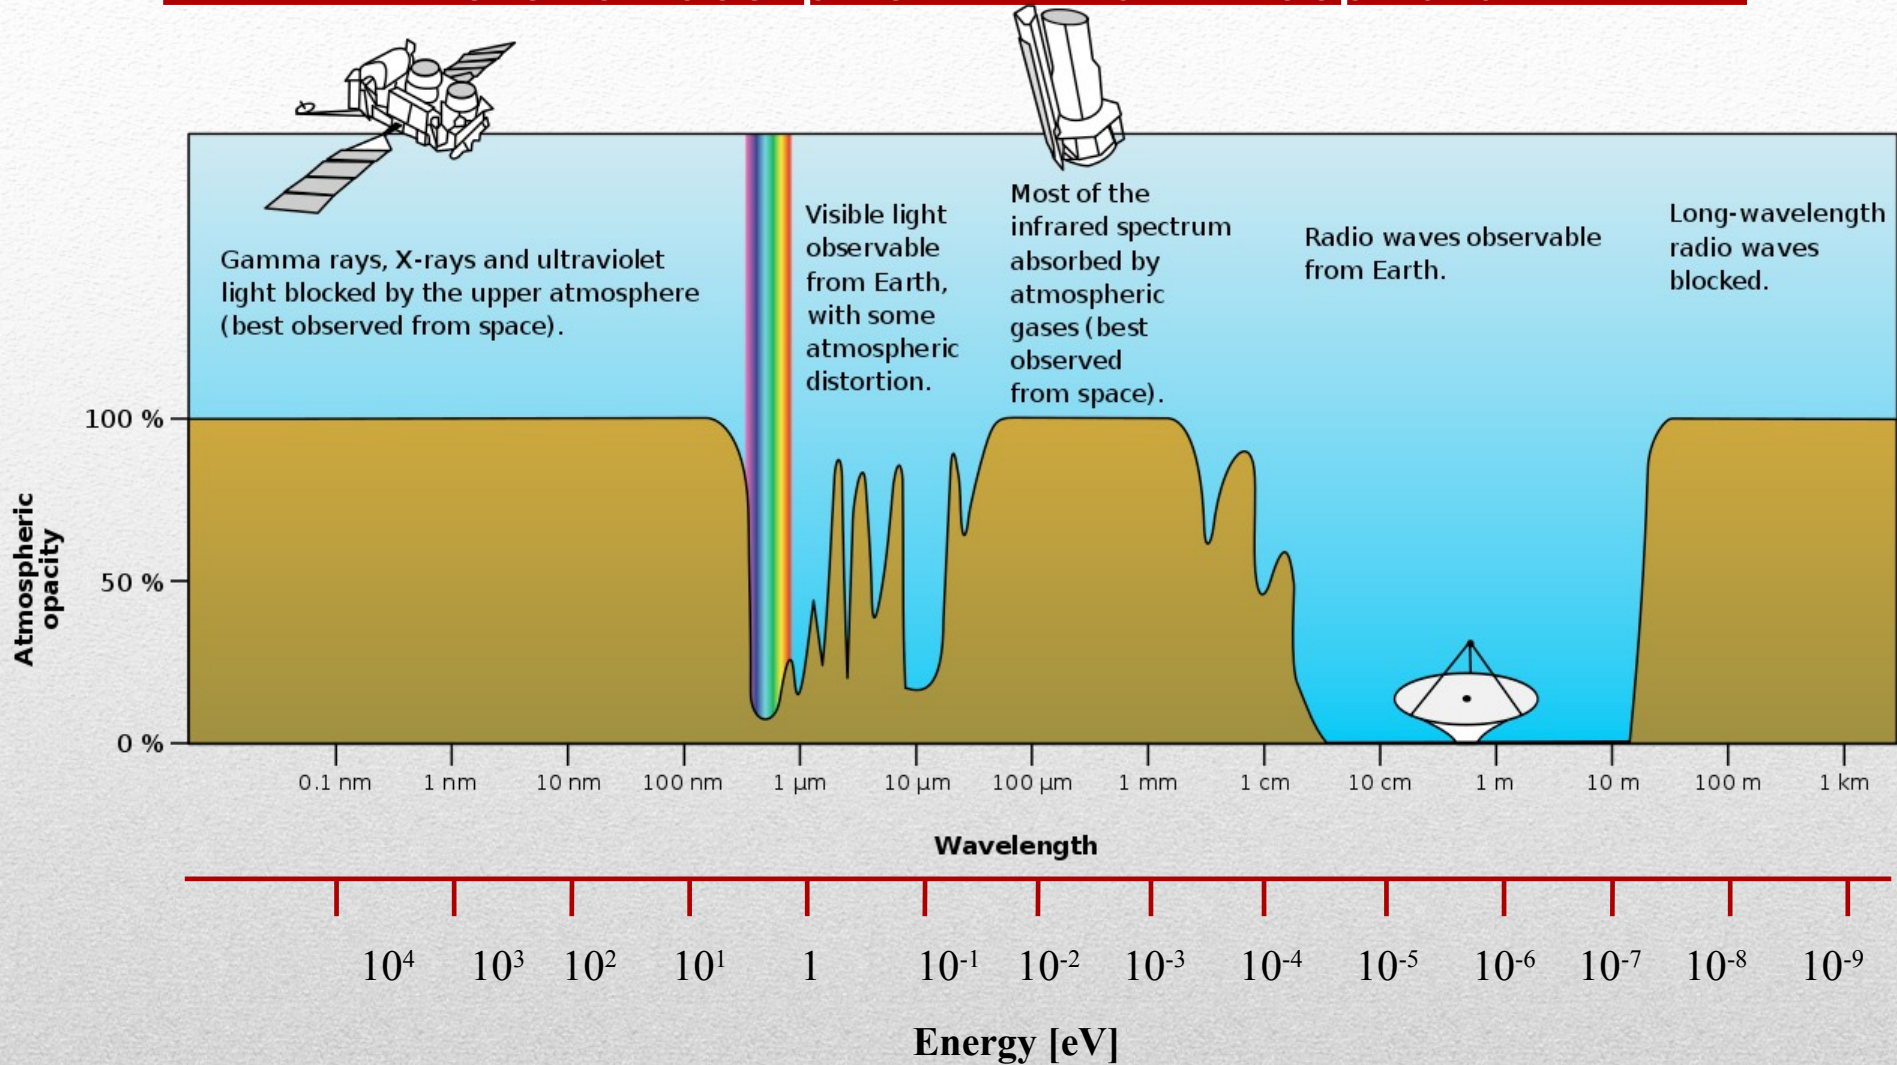 Gamma rays, X-rays and ultraviolet
light blocked by the upper atmosphere
(best observed from space).
Visible light
observable
from Earth,
with some
atmospheric
distortion.
Most of the
infrared spectrum
absorbed by
atmospheric
gases (best
observed
from space).
Radio waves observable
from Earth.
Long-wavelength
radio waves
blocked.
Atmospheric
opacity
100 %
50 %
0 %
0.1 nm 1 nm 10 nm 100 nm 1 μm 10 μm 100 μm 1 mm 1 cm 10 cm 1 m 10 m 100 m 1 km
Wavelength
10⁴ 10³ 10² 10¹ 1 10⁻¹ 10⁻² 10⁻³ 10⁻⁴ 10⁻⁵ 10⁻⁶ 10⁻⁷ 10⁻⁸ 10⁻⁹
Energy [eV]